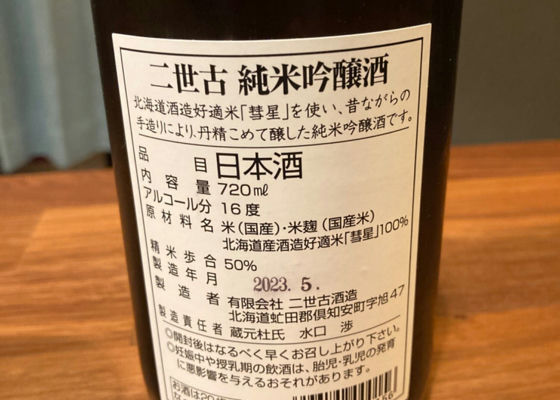 二世古 純米吟醸酒
北海道酒造好適米「彗星」を使い、昔ながらの
手造りにより、丹精こめて醸した純米吟醸酒です。
品目 日本酒
内容量 720㎖
アルコール分 16度
原材料名 米(国産)・米麹(国産米)
北海道産酒造好適米「彗星」100%
精米歩合 50%
製造年月 2023.5.
製造者 有限会社 二世古酒造
北海道虻田郡倶知安町字旭47
製造責任者 蔵元杜氏 水口 渉
◎開封後はなるべく早くお召し上がり下さい。
◎妊娠中や授乳期の飲酒は、胎児・乳児の発育
に悪影響を与えるおそれがあります。
お酒は20